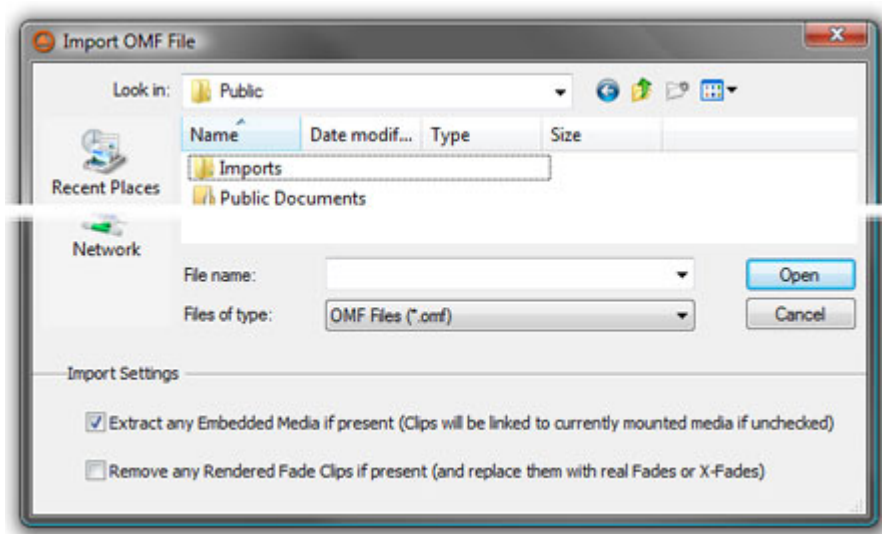 Import OMF File
Look in: Public
Name Date modif... Type Size
Imports
Recent Places
Public Documents
Network
File name: Open
Files of type: OMF Files (*.omf) Cancel
Import Settings
Extract any Embedded Media if present (Clips will be linked to currently mounted media if unchecked)
Remove any Rendered Fade Clips if present (and replace them with real Fades or X-Fades)